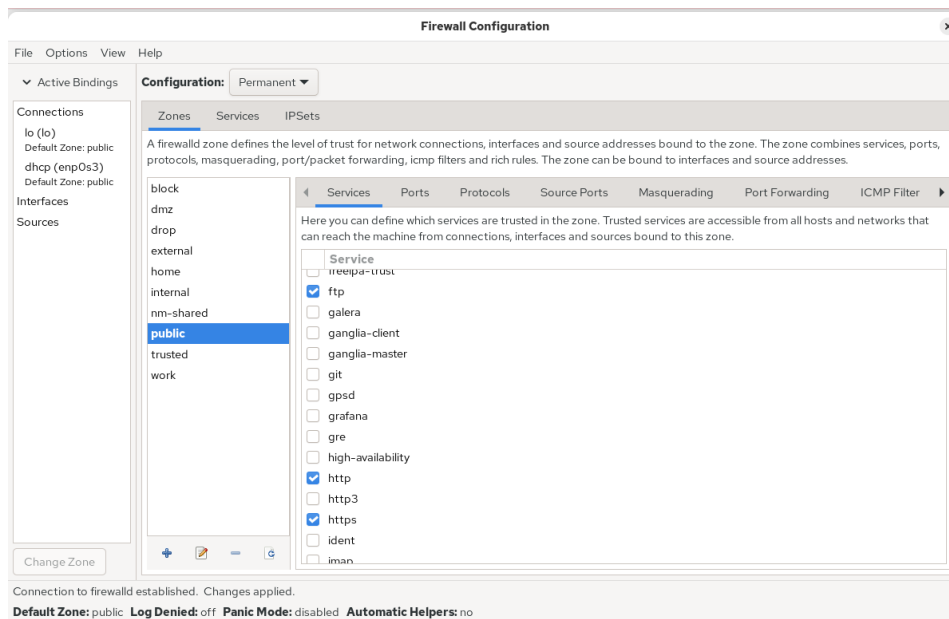 Firewall Configuration
File Options View Help
Active Bindings
Configuration: Permanent
Connections
lo (lo)
Default Zone: public
dhcp (enp0s3)
Default Zone: public
Interfaces
Sources
Change Zone
Zones Services IPSets
A firewalld zone defines the level of trust for network connections, interfaces and source addresses bound to the zone. The zone combines services, ports,
protocols, masquerading, port/packet forwarding, icmp filters and rich rules. The zone can be bound to interfaces and source addresses.
block
dmz
drop
external
home
internal
nm-shared
public
trusted
work
Services Ports Protocols Source Ports Masquerading Port Forwarding ICMP Filter
Here you can define which services are trusted in the zone. Trusted services are accessible from all hosts and networks that
can reach the machine from connections, interfaces and sources bound to this zone.
Service
freeipa-trust
ftp
galera
ganglia-client
ganglia-master
git
gpsd
grafana
gre
high-availability
http
http3
https
ident
imap
Connection to firewalld established. Changes applied.
Default Zone: public Log Denied: off Panic Mode: disabled Automatic Helpers: no